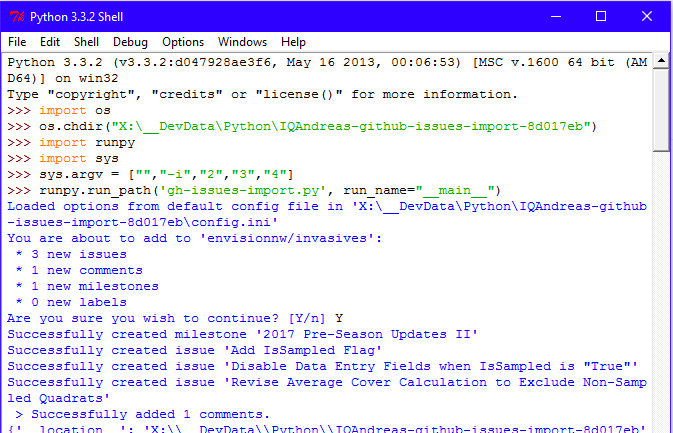 Python 3.3.2 Shell
File Edit Shell Debug Options Windows Help
Python 3.3.2 (v3.3.2:d047928ae3f6, May 16 2013, 00:06:53) [MSC v.1600 64 bit (AM
D64)] on win32
Type "copyright", "credits" or "license()" for more information.
>>> import os
>>> os.chdir("X:\__DevData\Python\IQAndreas-github-issues-import-8d017eb")
>>> import runpy
>>> import sys
>>> sys.argv = ["","-i","2","3","4"]
>>> runpy.run_path('gh-issues-import.py', run_name="__main__")
Loaded options from default config file in 'X:\__DevData\Python\IQAndreas-github
-issues-import-8d017eb\config.ini'
You are about to add to 'envisionnw/invasives':
 * 3 new issues
 * 1 new comments
 * 1 new milestones
 * 0 new labels
Are you sure you wish to continue? [Y/n] Y
Successfully created milestone '2017 Pre-Season Updates II'
Successfully created issue 'Add IsSampled Flag'
Successfully created issue 'Disable Data Entry Fields when IsSampled is "True"'
Successfully created issue 'Revise Average Cover Calculation to Exclude Non-Samp
led Quadrats'
 > Successfully added 1 comments.
{'__location__': 'X:\\__DevData\\Python\\IQAndreas-github-issues-import-8d017eb'